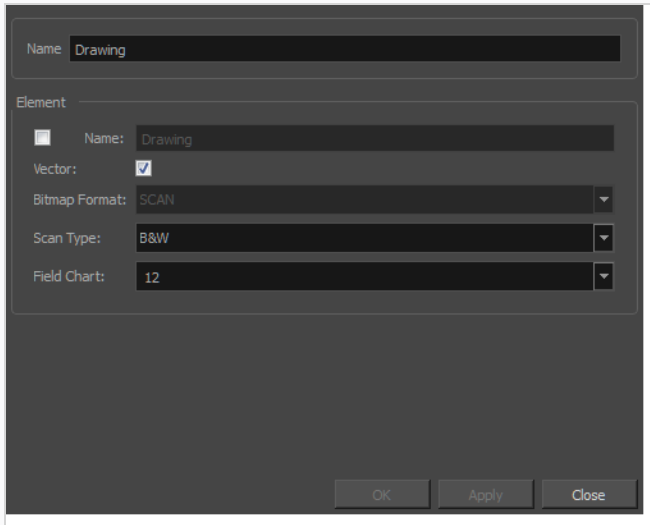 Name Drawing
Element
Name: Drawing
Vector:
Bitmap Format: SCAN
Scan Type: B&W
Field Chart: 12
OK Apply Close